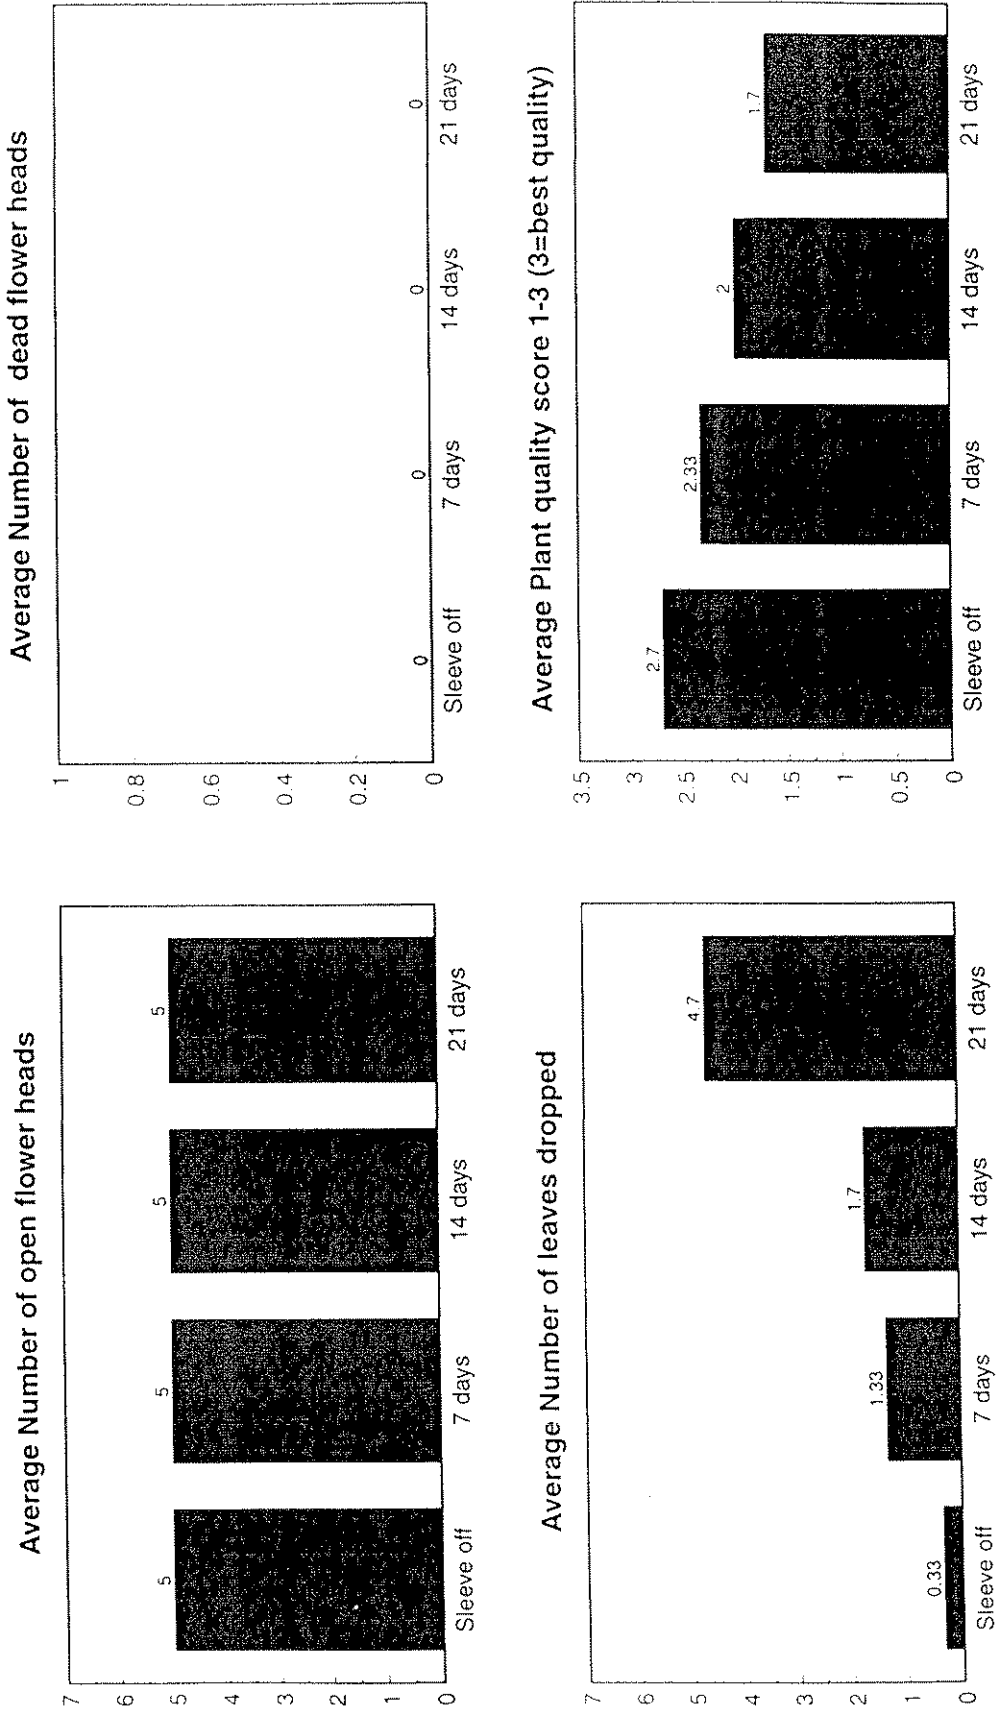 Average Number of open flower heads
7
6
5
4
3
2
1
0
5
5
5
5
Sleeve off
7 days
14 days
21 days
Average Number of dead flower heads
1
0.8
0.6
0.4
0.2
0
0
0
0
0
Sleeve off
7 days
14 days
21 days
Average Number of leaves dropped
7
6
5
4
3
2
1
0
0.33
1.33
1.7
4.7
Sleeve off
7 days
14 days
21 days
Average Plant quality score 1-3 (3=best quality)
3.5
3
2.5
2
1.5
1
0.5
0
2.7
2.33
2
1.7
Sleeve off
7 days
14 days
21 days